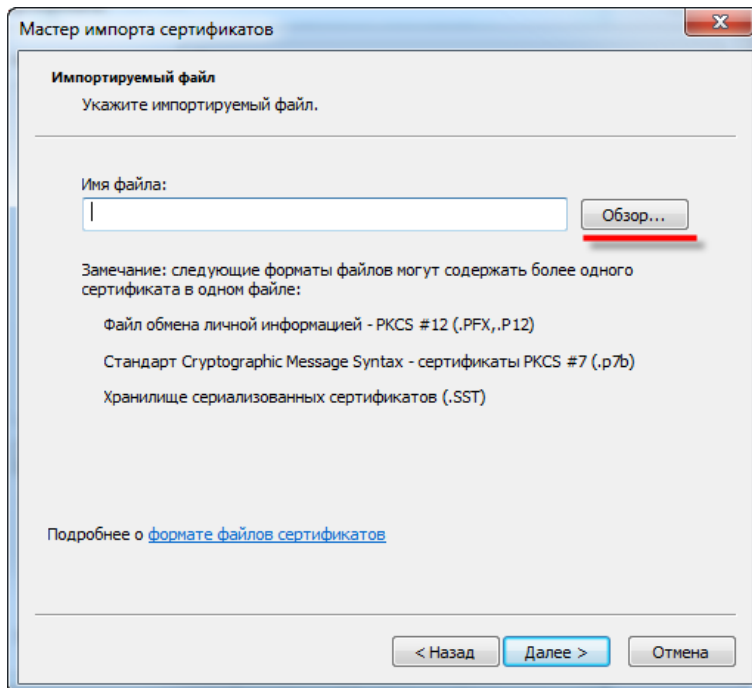 Мастер импорта сертификатов
Импортируемый файл
Укажите импортируемый файл.
Имя файла:
Обзор...
Замечание: следующие форматы файлов могут содержать более одного
сертификата в одном файле:
Файл обмена личной информацией - PKCS #12 (.PFX,.P12)
Стандарт Cryptographic Message Syntax - сертификаты PKCS #7 (.p7b)
Хранилище сериализованных сертификатов (.SST)
Подробнее о формате файлов сертификатов
< Назад Далее > Отмена